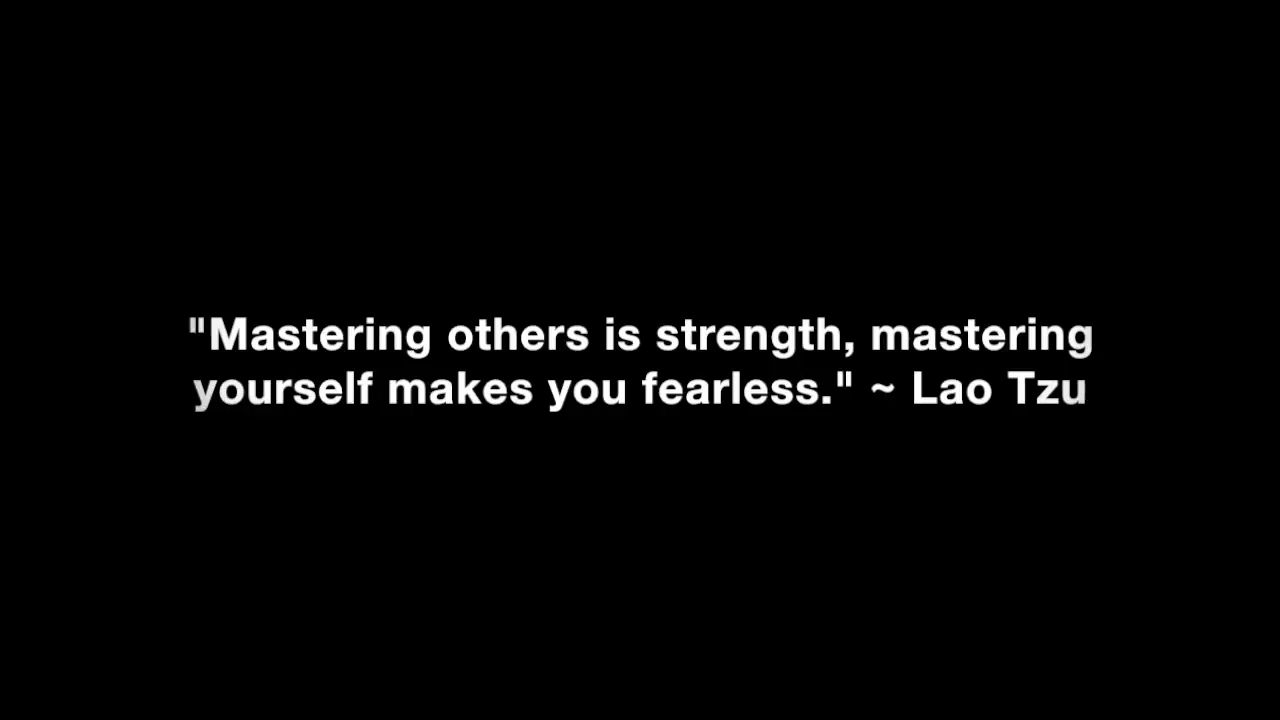 "Mastering others is strength, mastering
yourself makes you fearless." ~ Lao Tzu